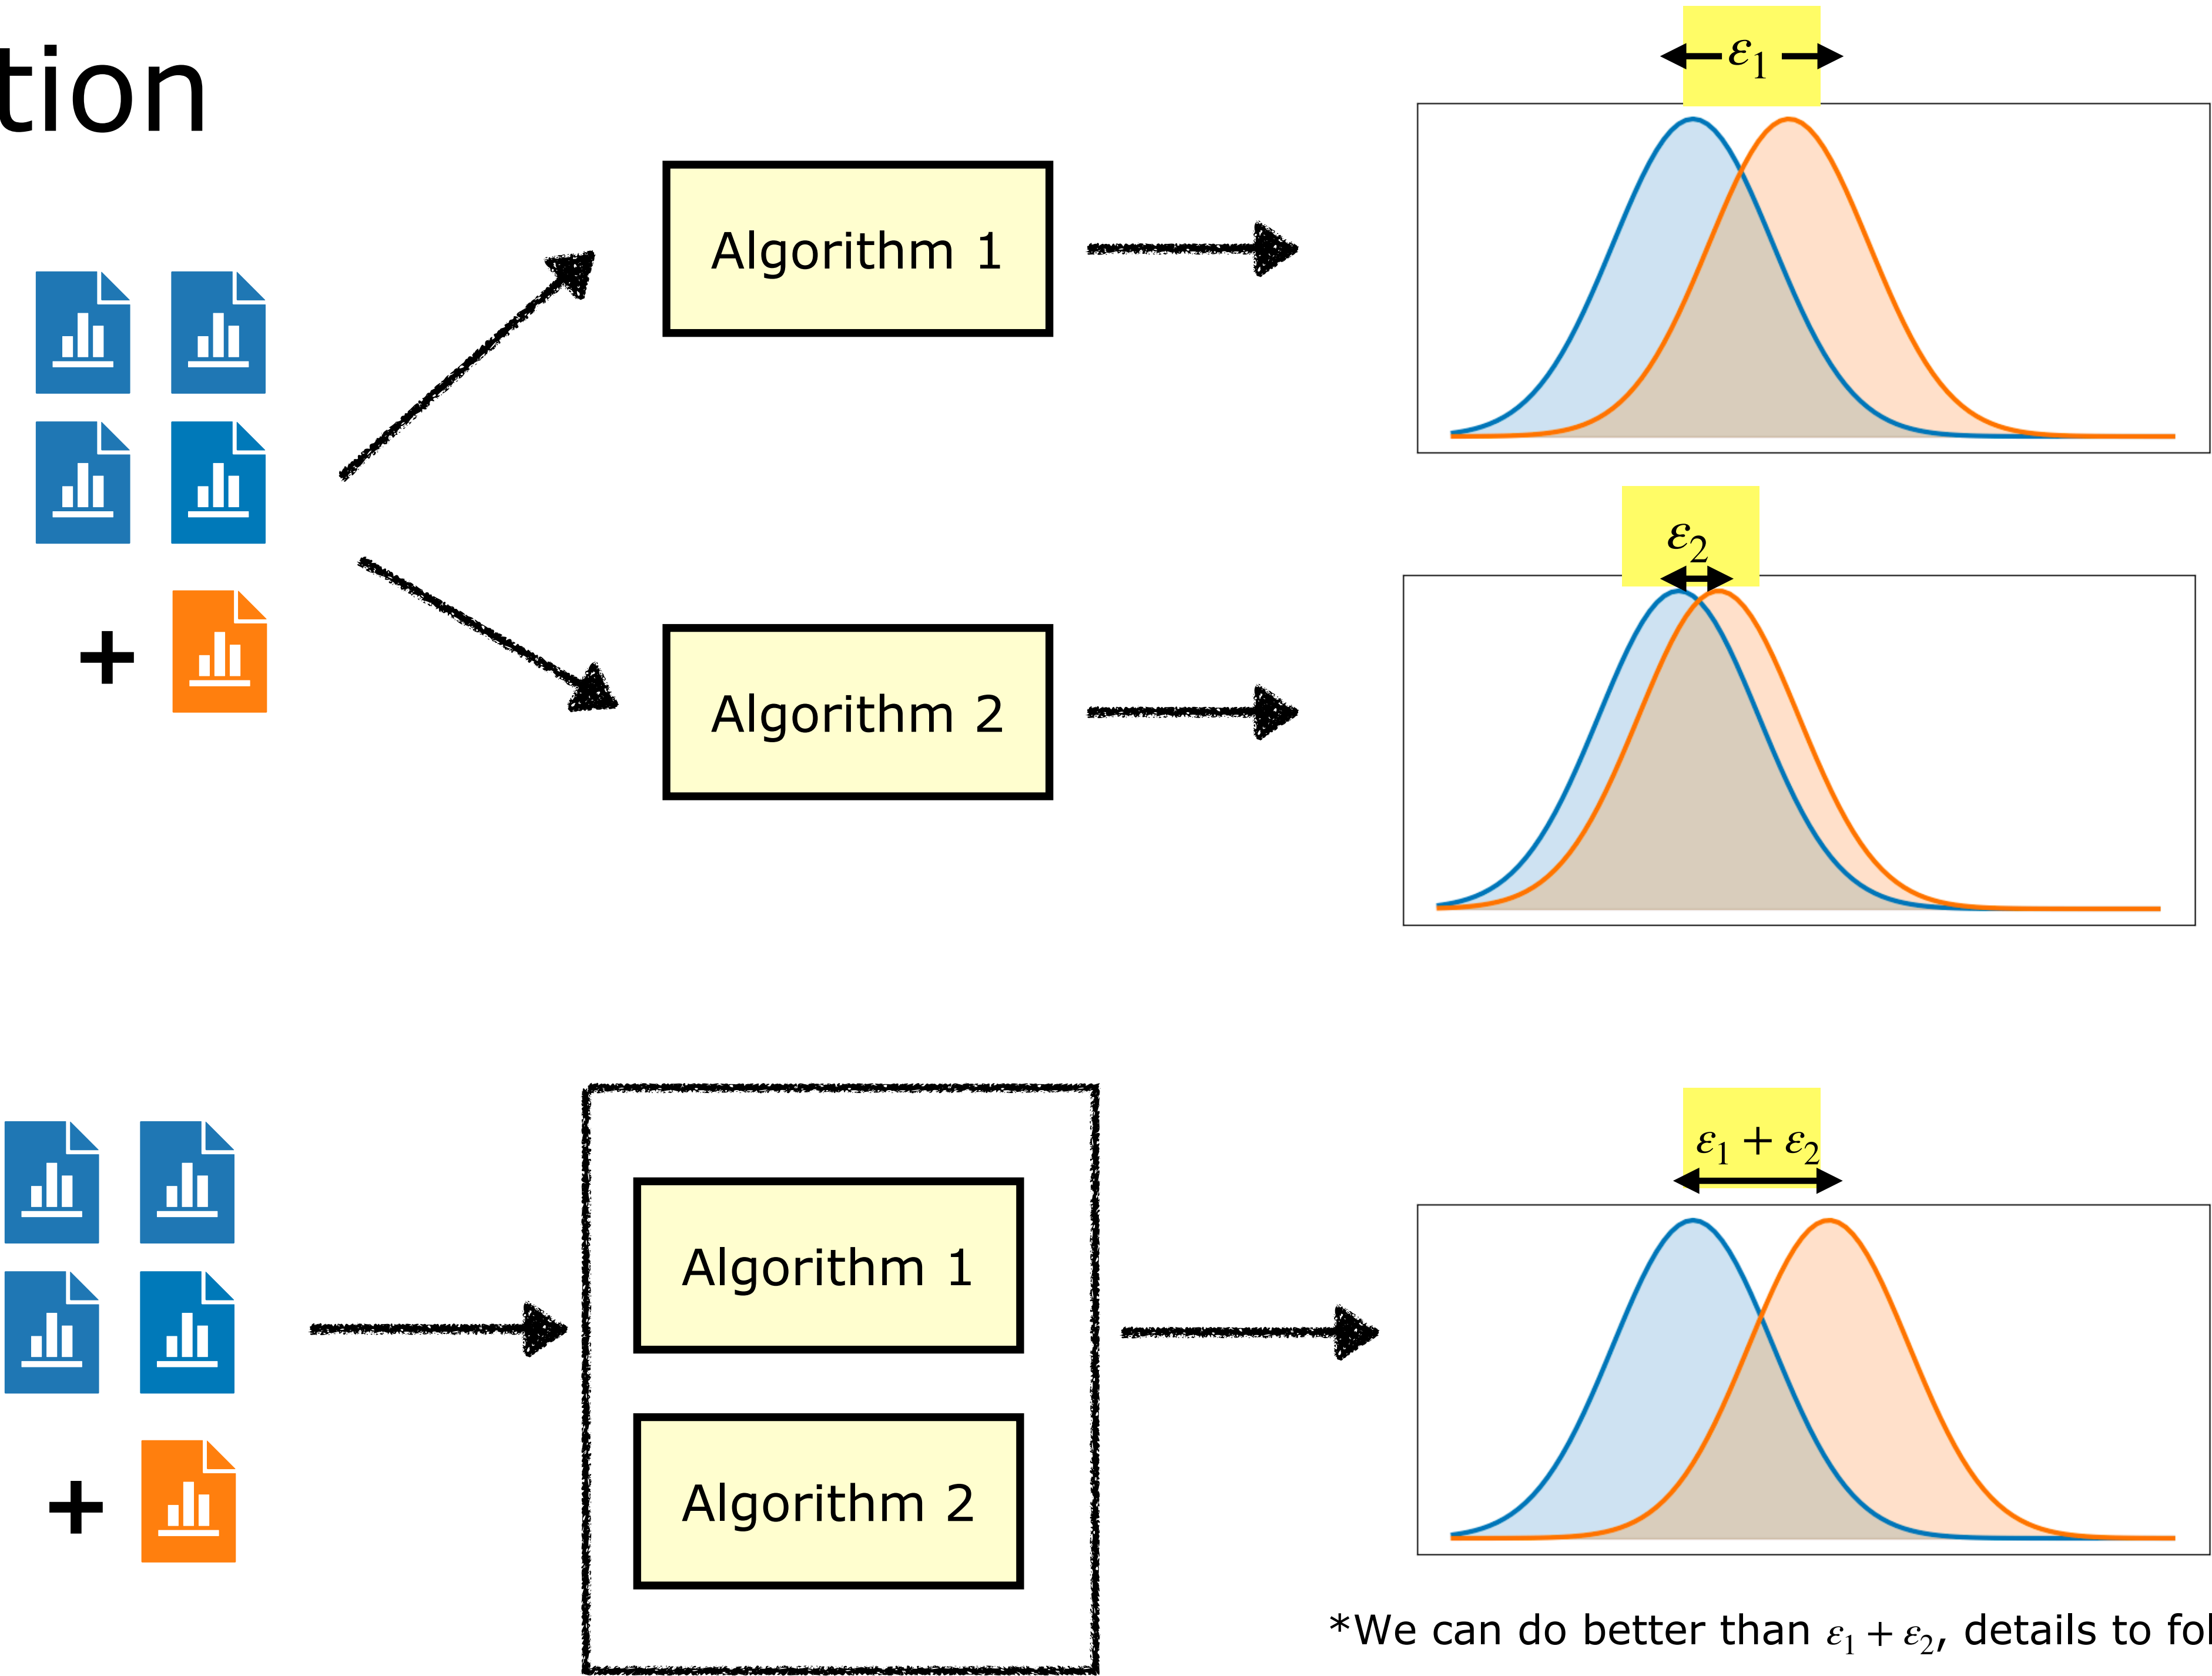 tion
ε1
Algorithm 1
ε2
Algorithm 2
+
ε1 + ε2
Algorithm 1
Algorithm 2
+
*We can do better than ε1 + ε2, details to fol